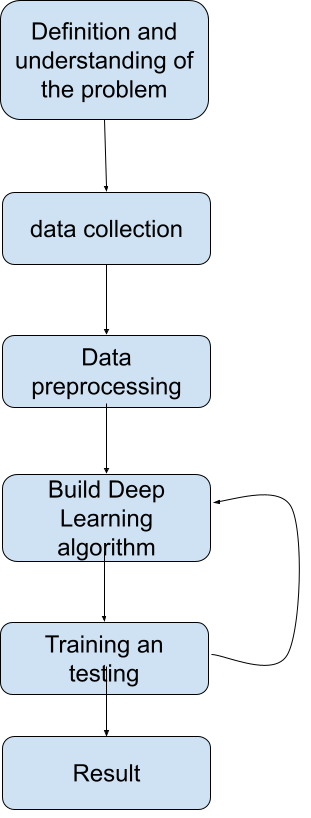 Definition and
understanding of
the problem
data collection
Data
preprocessing
Build Deep
Learning
algorithm
Training an
testing
Result